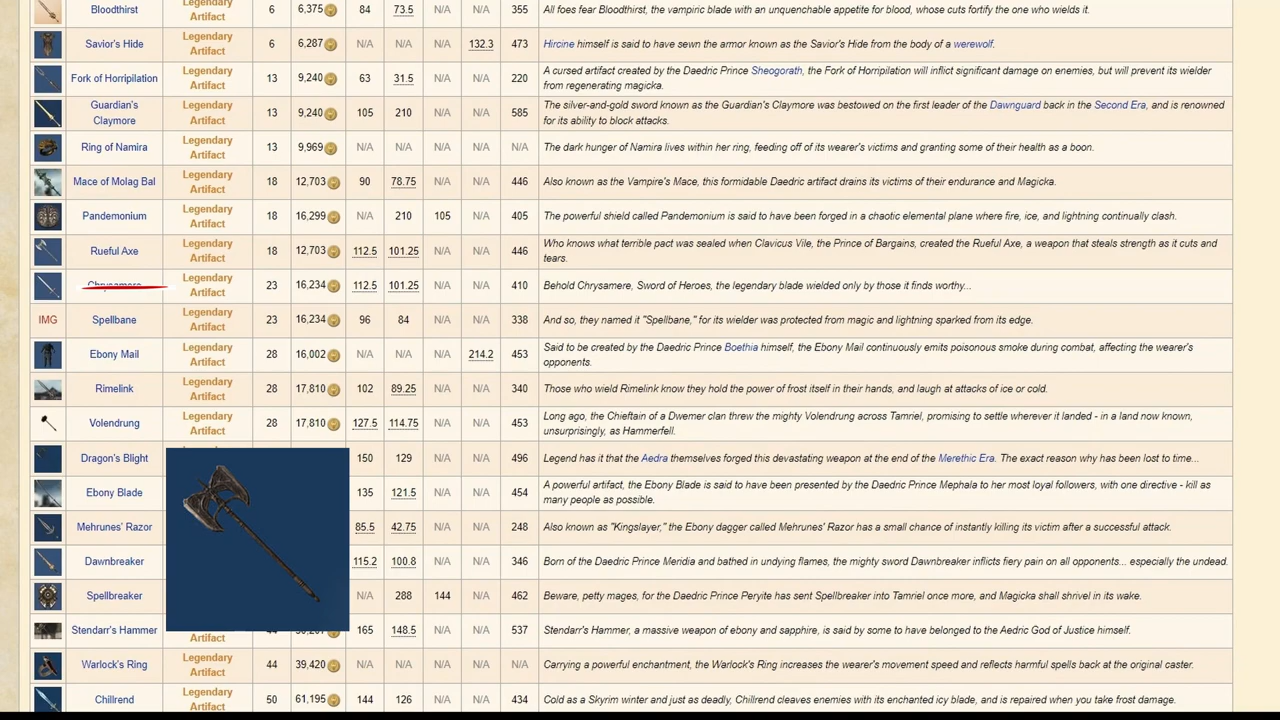 Bloodthirst Legendary Artifact 6 6,375 84 73.5 N/A N/A 355 All foes fear Bloodthirst, the vampiric blade with an unquenchable appetite for blood, whose cuts fortify the one who wields it.
Savior's Hide Legendary Artifact 6 6,287 N/A N/A N/A 132.3 473 Hircine himself is said to have sewn the armor known as the Savior's Hide from the body of a werewolf.
Fork of Horripilation Legendary Artifact 13 9,240 63 31.5 N/A N/A 220 A cursed artifact created by the Daedric Prince Sheogorath, the Fork of Horripilation will inflict significant damage on enemies, but will prevent its wielder
from regenerating magicka.
Guardian's Claymore Legendary Artifact 13 9,240 105 210 N/A N/A 585 The silver-and-gold sword known as the Guardian's Claymore was bestowed on the first leader of the Dawnguard back in the Second Era, and is renowned
for its ability to block attacks.
Ring of Namira Legendary Artifact 13 9,969 N/A N/A N/A N/A N/A The dark hunger of Namira lives within her ring, feeding off of its wearer's victims and granting some of their health as a boon.
Mace of Molag Bal Legendary Artifact 18 12,703 90 78.75 N/A N/A 446 Also known as the Vampire's Mace, this formidable Daedric artifact drains its victims of their endurance and Magicka.
Pandemonium Legendary Artifact 18 16,299 N/A 210 105 N/A 405 The powerful shield called Pandemonium is said to have been forged in a chaotic elemental plane where fire, ice, and lightning continually clash.
Rueful Axe Legendary Artifact 18 12,703 112.5 101.25 N/A N/A 446 Who knows what terrible pact was sealed when Clavicus Vile, the Prince of Bargains, created the Rueful Axe, a weapon that steals strength as it cuts and
tears.
Chrysamere Legendary Artifact 23 16,234 112.5 101.25 N/A N/A 410 Behold Chrysamere, Sword of Heroes, the legendary blade wielded only by those it finds worthy...
IMG Spellbane Legendary Artifact 23 16,234 96 84 N/A N/A 338 And so, they named it "Spellbane," for its wielder was protected from magic and lightning sparked from its edge.
Ebony Mail Legendary Artifact 28 16,002 N/A N/A N/A 214.2 453 Said to be created by the Daedric Prince Boethia himself, the Ebony Mail continously emits poisonous smoke during combat, affecting the wearer's
opponents.
Rimelink Legendary Artifact 28 17,810 102 89.25 N/A N/A 340 Those who wield Rimelink know they hold the power of frost itself in their hands, and laugh at attacks of ice or cold.
Volendrung Legendary Artifact 28 17,810 127.5 114.75 N/A N/A 453 Long ago, the Chieftain of a Dwemer clan threw the mighty Volendrung across Tamriel, promising to settle wherever it landed - in a land now known,
unsurprisingly, as Hammerfell.
Dragon's Blight 150 129 N/A N/A 496 Legend has it that the Aedra themselves forged this devastating weapon at the end of the Merethic Era. The exact reason why has been lost to time...
Ebony Blade 135 121.5 N/A N/A 454 A powerful artifact, the Ebony Blade is said to have been presented by the Daedric Prince Mephala to her most loyal followers, with one directive - kill as
many people as possible.
Mehrunes' Razor 85.5 42.75 N/A N/A 248 Also known as "Kingslayer," the Ebony dagger called Mehrunes' Razor has a small chance of instantly killing its victim after a successful attack.
Dawnbreaker 115.2 100.8 N/A N/A 346 Born of the Daedric Prince Meridia and bathed in undying flames, the mighty sword Dawnbreaker inflicts fiery pain on all opponents... especially the undead.
Spellbreaker N/A 288 144 N/A 462 Beware, petty mages, for the Daedric Prince Peryite has sent Spellbreaker into Tamriel once more, and Magicka shall shrivel in its wake.
Stendarr's Hammer Artifact 165 148.5 N/A N/A 537 Stendarr's Hammer, a massive weapon of ebony and sapphire, is said by some to have belonged to the Aedric God of Justice himself.
Warlock's Ring Legendary Artifact 44 39,420 N/A N/A N/A N/A N/A Carrying a powerful enchantment, the Warlock's Ring increases the wearer's movement speed and reflects harmful spells back at the original caster.
Chillrend Legendary Artifact 50 61,195 144 126 N/A N/A 434 Cold as a Skyrim wind and just as deadly, Chillrend cleaves enemies with its enchanted icy blade, and is repaired when you take frost damage.